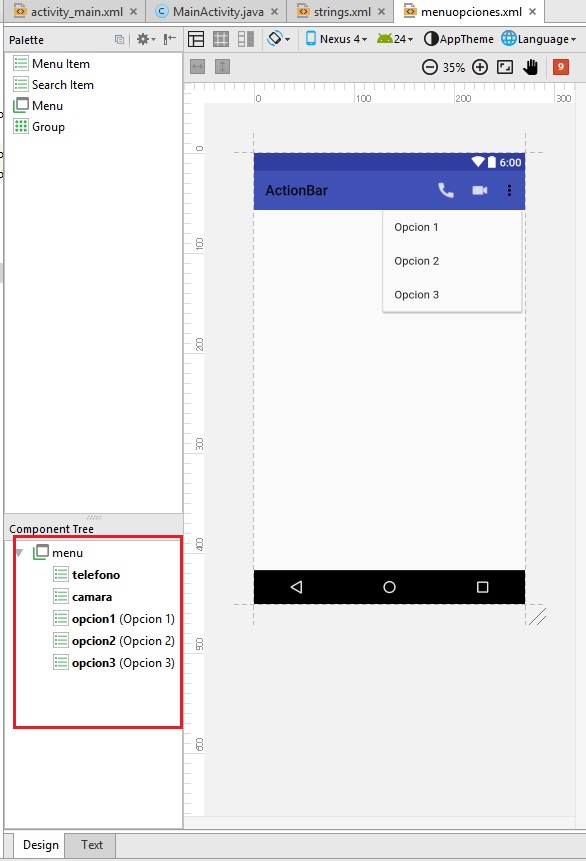 activity_main.xml MainActivity.java strings.xml menuopciones.xml
Palette Nexus 4 24 AppTheme Language
Menu Item
Search Item
Menu
Group
35% 9
0 100 200 300
0
100
200
300
400
500
600
6:00
ActionBar
Opcion 1
Opcion 2
Opcion 3
Component Tree
menu
telefono
camara
opcion1 (Opcion 1)
opcion2 (Opcion 2)
opcion3 (Opcion 3)
Design Text